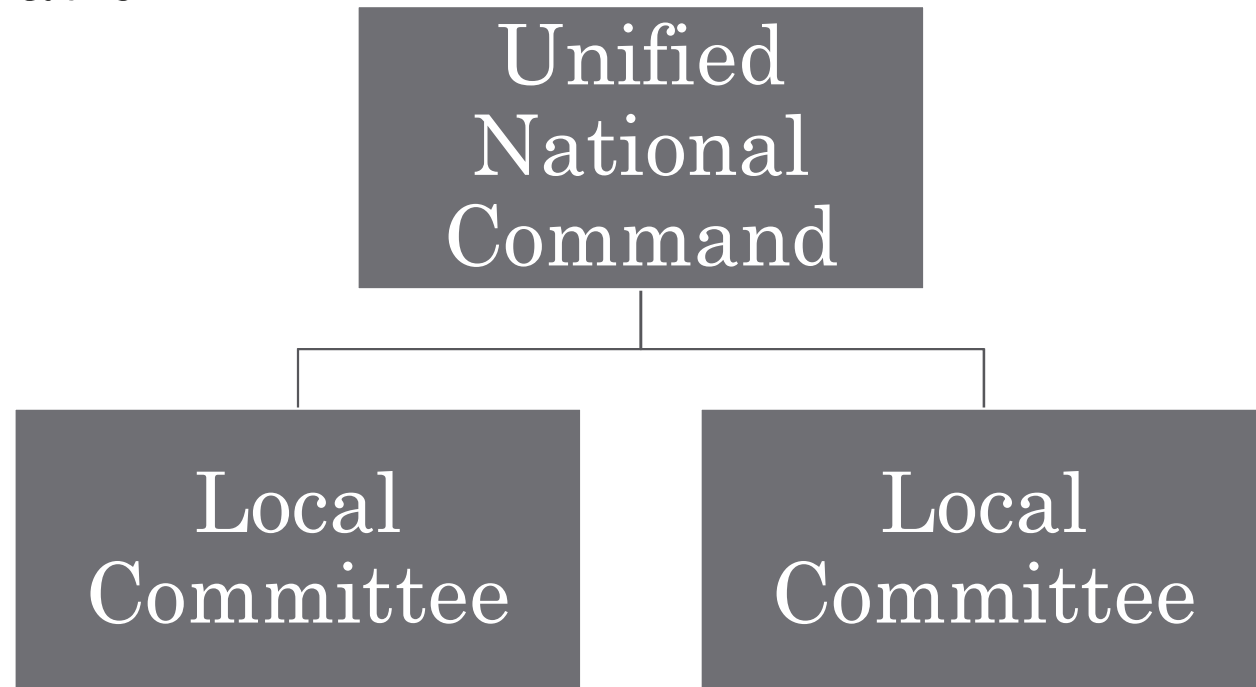 Unified
National
Command
Local
Committee
Local
Committee